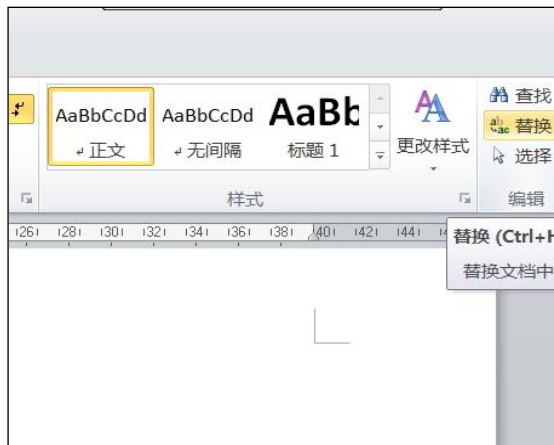 AaBbCcDd AaBbCcDd AaBb
正文 无间隔 标题 1
更改样式
查找
替换
选择
样式
编辑
26 28 30 32 34 36 38 40 42 44
替换 (Ctrl+H
替换文档中